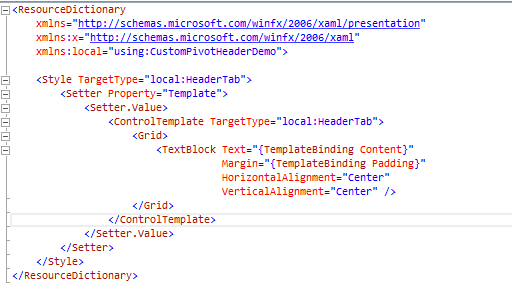 <ResourceDictionary
    xmlns="http://schemas.microsoft.com/winfx/2006/xaml/presentation"
    xmlns:x="http://schemas.microsoft.com/winfx/2006/xaml"
    xmlns:local="using:CustomPivotHeaderDemo">

    <Style TargetType="local:HeaderTab">
        <Setter Property="Template">
            <Setter.Value>
                <ControlTemplate TargetType="local:HeaderTab">
                    <Grid>
                        <TextBlock Text="{TemplateBinding Content}"
                                   Margin="{TemplateBinding Padding}"
                                   HorizontalAlignment="Center"
                                   VerticalAlignment="Center" />
                    </Grid>
                </ControlTemplate>
            </Setter.Value>
        </Setter>
    </Style>
</ResourceDictionary>